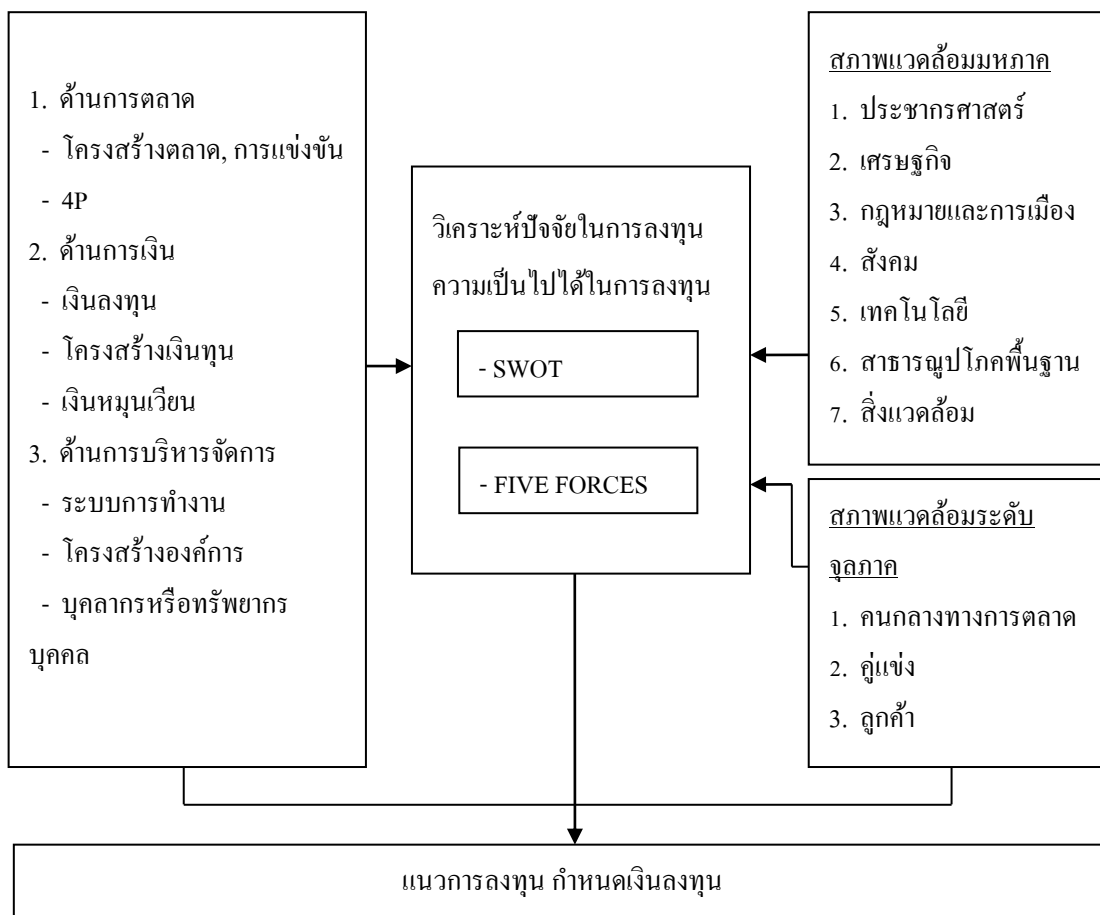 1. ด้านการตลาด
- โครงสร้างตลาด, การแข่งขัน
- 4P
2. ด้านการเงิน
- เงินลงทุน
- โครงสร้างเงินทุน
- เงินหมุนเวียน
3. ด้านการบริหารจัดการ
- ระบบการทำงาน
- โครงสร้างองค์การ
- บุคลากรหรือทรัพยากร
บุคคล
วิเคราะห์ปัจจัยในการลงทุน
ความเป็นไปได้ในการลงทุน
- SWOT
- FIVE FORCES
สภาพแวดล้อมมหภาค
1. ประชากรศาสตร์
2. เศรษฐกิจ
3. กฎหมายและการเมือง
4. สังคม
5. เทคโนโลยี
6. สาธารณูปโภคพื้นฐาน
7. สิ่งแวดล้อม
สภาพแวดล้อมระดับ
จุลภาค
1. คนกลางทางการตลาด
2. คู่แข่ง
3. ลูกค้า
แนวการลงทุน กำหนดเงินลงทุน